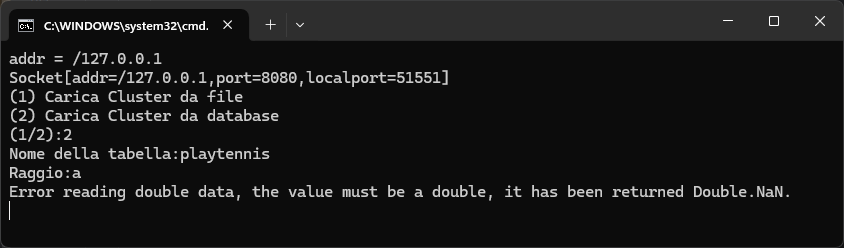 C:\WINDOWS\system32\cmd.
addr = /127.0.0.1
Socket[addr=/127.0.0.1,port=8080,localport=51551]
(1) Carica Cluster da file
(2) Carica Cluster da database
(1/2):2
Nome della tabella:playtennis
Raggio:a
Error reading double data, the value must be a double, it has been returned Double.NaN.